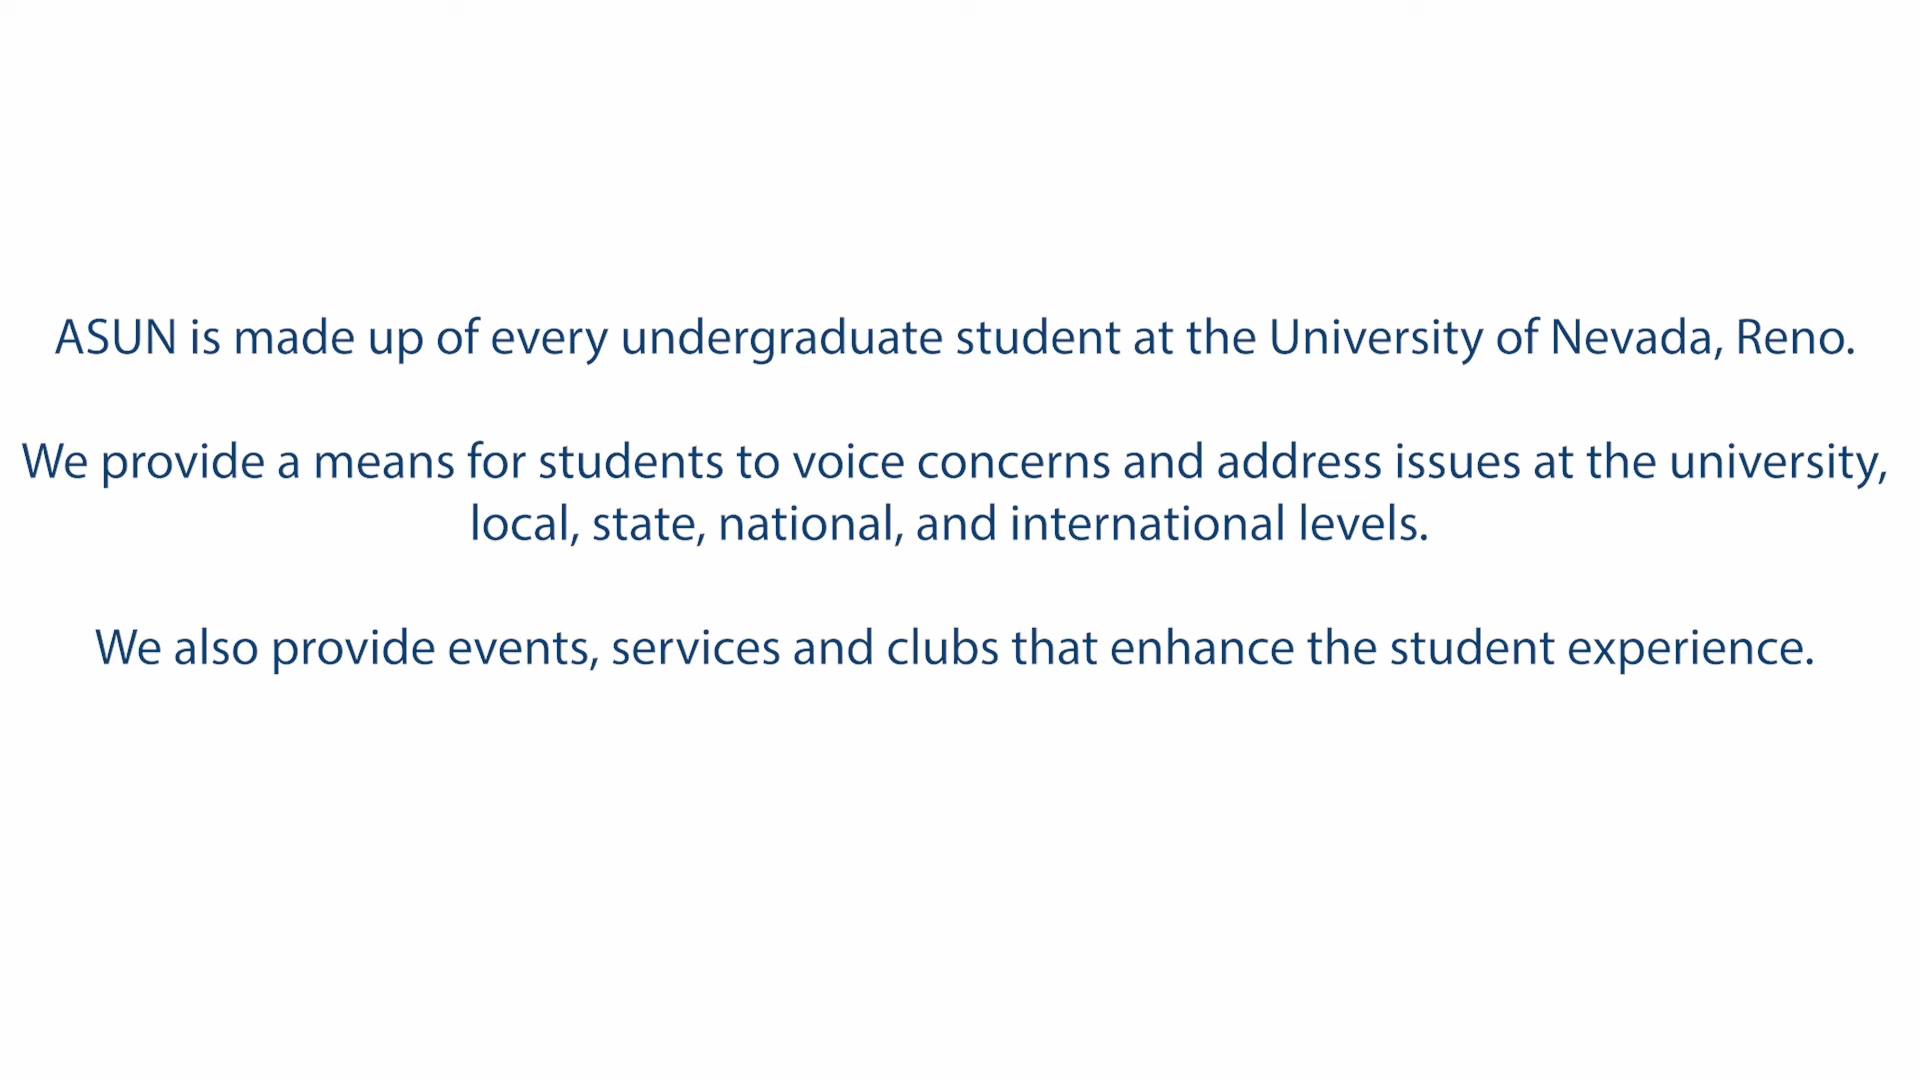 ASUN is made up of every undergraduate student at the University of Nevada, Reno.
We provide a means for students to voice concerns and address issues at the university,
local, state, national, and international levels.
We also provide events, services and clubs that enhance the student experience.